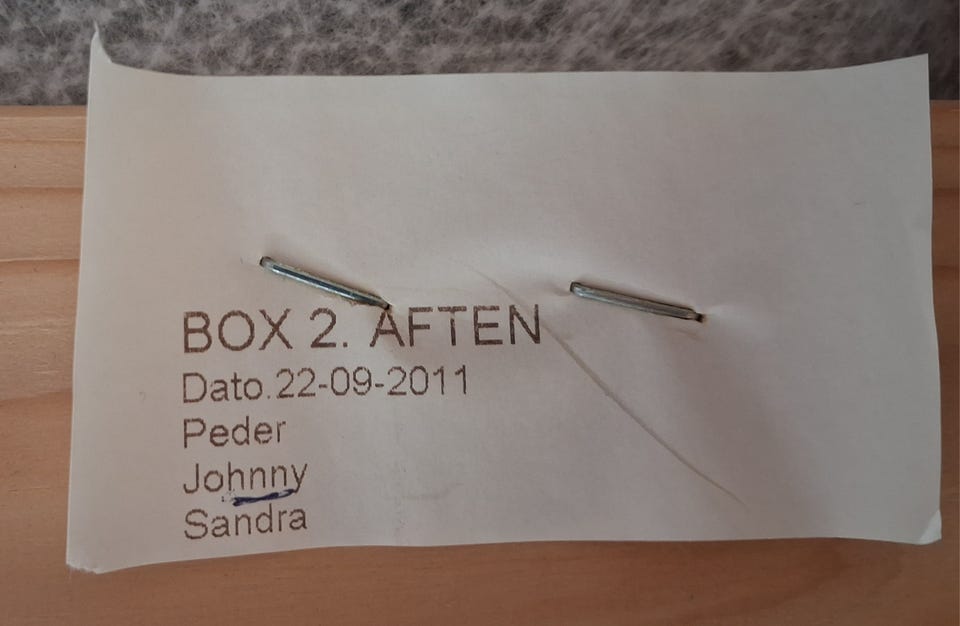 BOX 2. AFTEN
Dato.22-09-2011
Peder
Johnny
Sandra